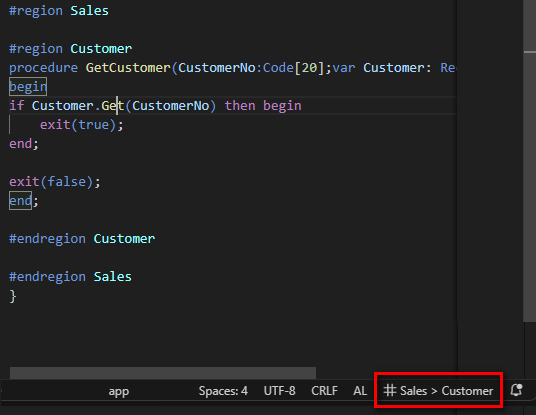 #region Sales
#region Customer
procedure GetCustomer(CustomerNo:Code[20];var Customer: Re
begin
if Customer.Get(CustomerNo) then begin
exit(true);
end;
exit(false);
end;
#endregion Customer
#endregion Sales
}
app Spaces: 4 UTF-8 CRLF AL # Sales > Customer